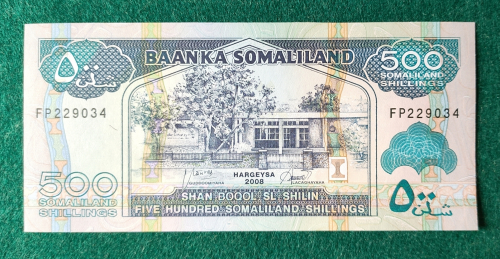 BAANKA SOMALILAND
٥٠٠
شلن
500
SOMALILAND
SHILLINGS
FP229034
FP229034
HARGEYSA
2008
500
SOMALILAND
SHILLINGS
SHAN BOQOL SL SHILIN
FIVE HUNDRED SOMALILAND SHILLINGS
٥٠٠
شلن